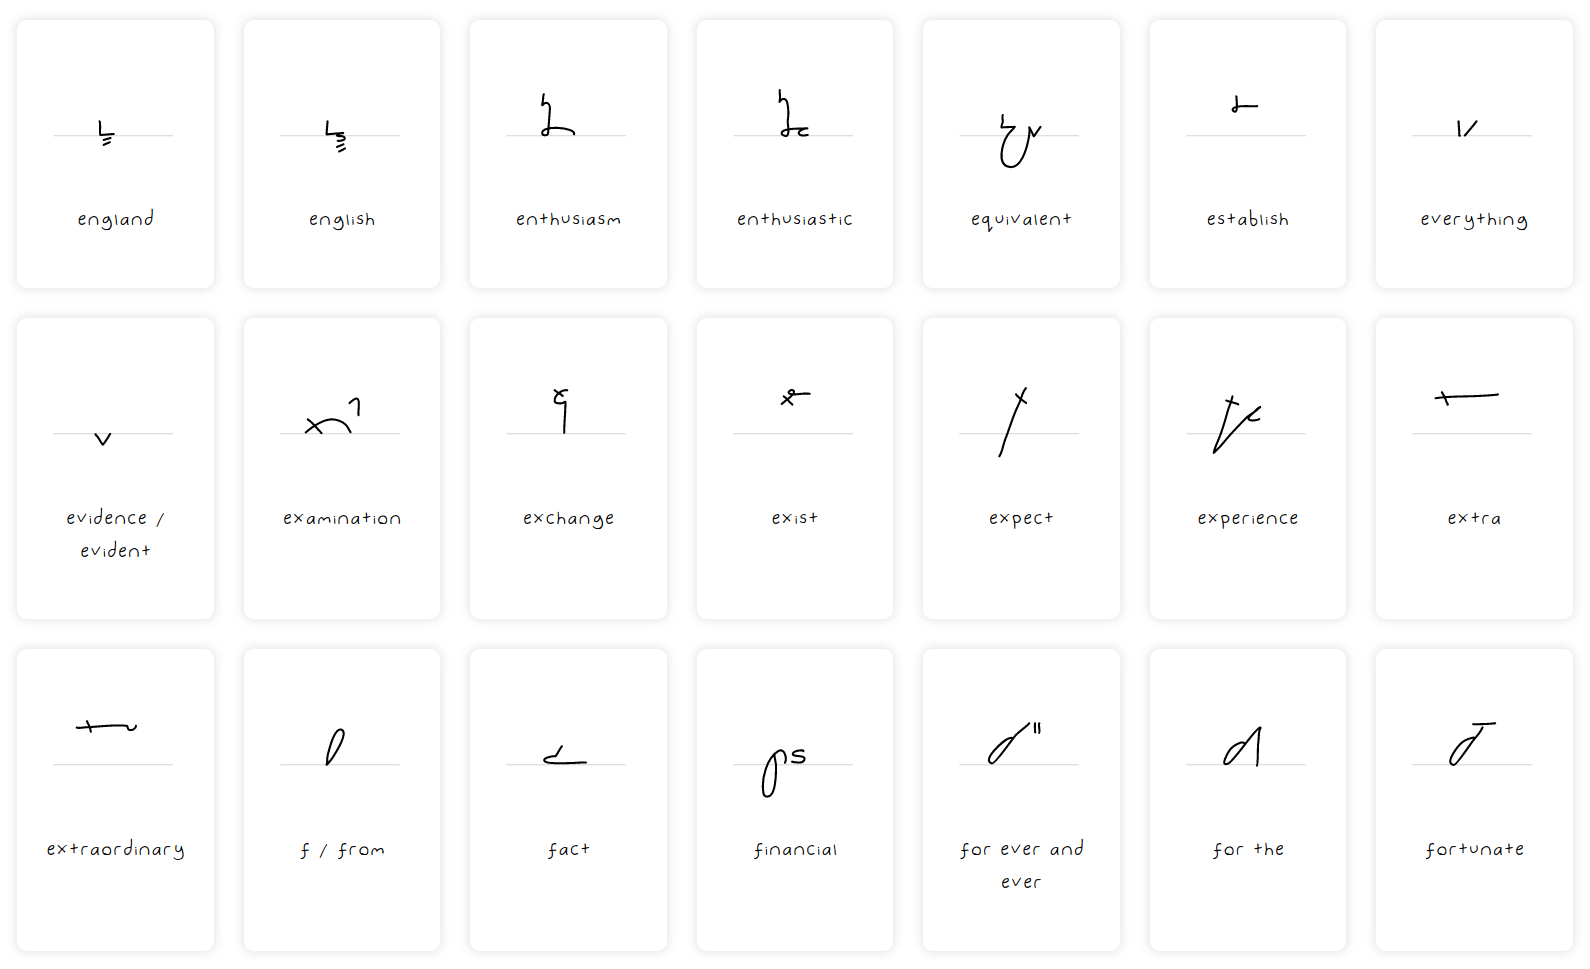 england
english
enthusiasm
enthusiastic
equivalent
establish
everything
evidence /
evident
examination
exchange
exist
expect
experience
extra
extraordinary
f / from
fact
financial
for ever and
ever
for the
fortunate